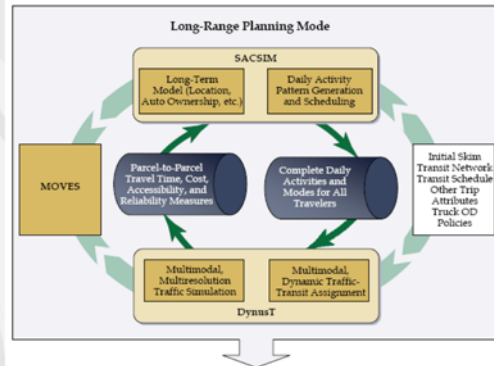 Long-Range Planning Mode
SACSIM
Long-Term
Model (Location,
Auto Ownership, etc.)
Daily Activity
Pattern Generation
and Scheduling
MOVES
Parcel-to-Parcel
Travel Time, Cost,
Accessibility, and
Reliability Measures
Complete Daily
Activities and
Modes for All
Travelers
Initial Skim
Transit Network
Transit Schedule
Other Trip
Attributes
Truck OD
Policies
Multimodal,
Multiresolution
Traffic Simulation
Multimodal,
Dynamic Traffic-
Transit Assignment
DynusT